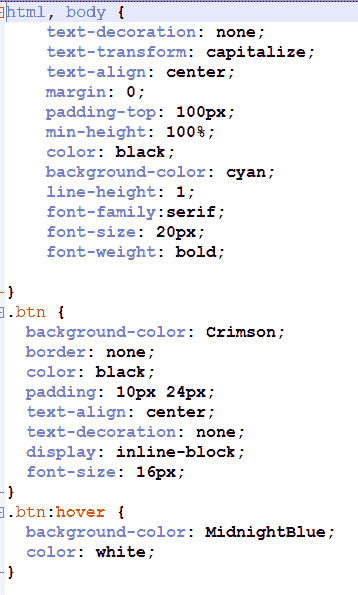 html, body {
text-decoration: none;
text-transform: capitalize;
text-align: center;
margin: 0;
padding-top: 100px;
min-height: 100%;
color: black;
background-color: cyan;
line-height: 1;
font-family:serif;
font-size: 20px;
font-weight: bold;
}
.btn {
background-color: Crimson;
border: none;
color: black;
padding: 10px 24px;
text-align: center;
text-decoration: none;
display: inline-block;
font-size: 16px;
}
.btn:hover {
background-color: MidnightBlue;
color: white;
}